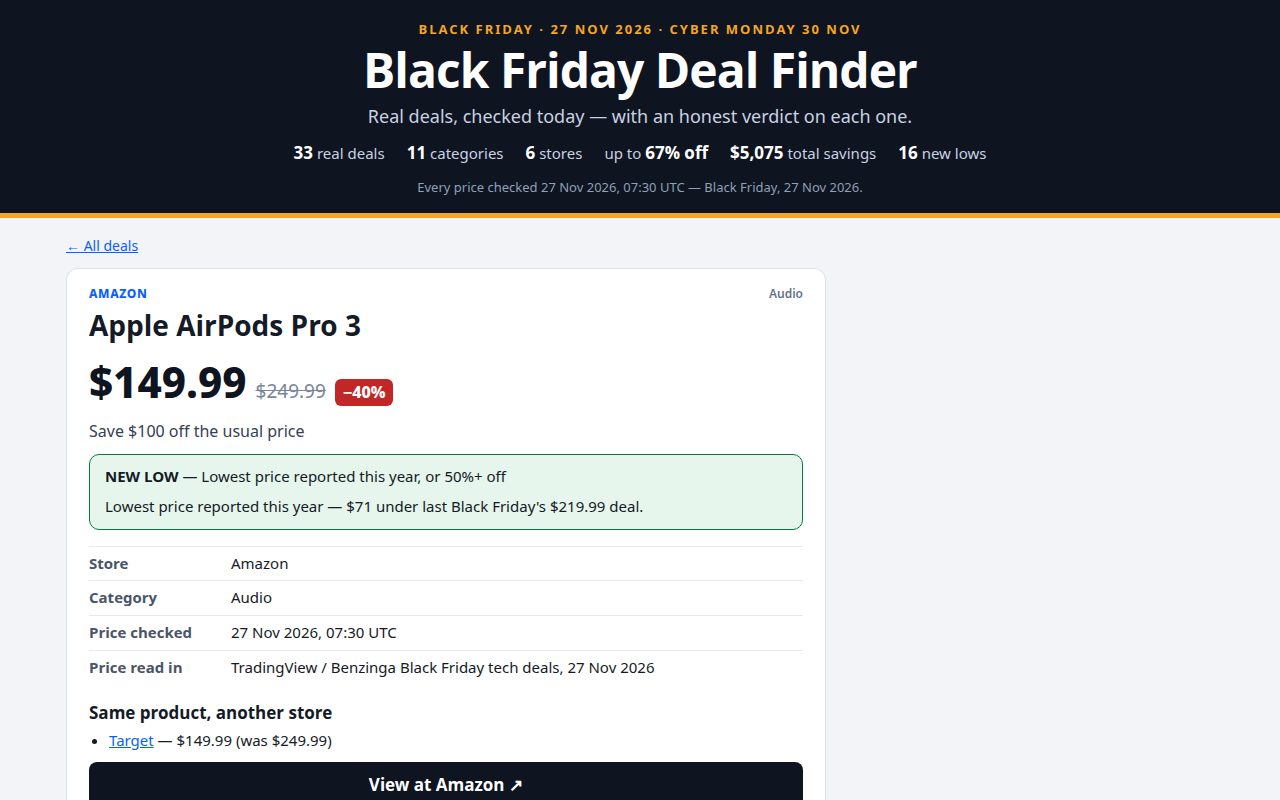 BLACK FRIDAY · 27 NOV 2026 · CYBER MONDAY 30 NOV
Black Friday Deal Finder
Real deals, checked today — with an honest verdict on each one.
33 real deals 11 categories 6 stores up to 67% off $5,075 total savings 16 new lows
Every price checked 27 Nov 2026, 07:30 UTC — Black Friday, 27 Nov 2026.
← All deals
AMAZON Audio
Apple AirPods Pro 3
$149.99 $249.99 −40%
Save $100 off the usual price
NEW LOW — Lowest price reported this year, or 50%+ off
Lowest price reported this year — $71 under last Black Friday's $219.99 deal.
Store Amazon
Category Audio
Price checked 27 Nov 2026, 07:30 UTC
Price read in TradingView / Benzinga Black Friday tech deals, 27 Nov 2026
Same product, another store
• Target — $149.99 (was $249.99)
View at Amazon ↗